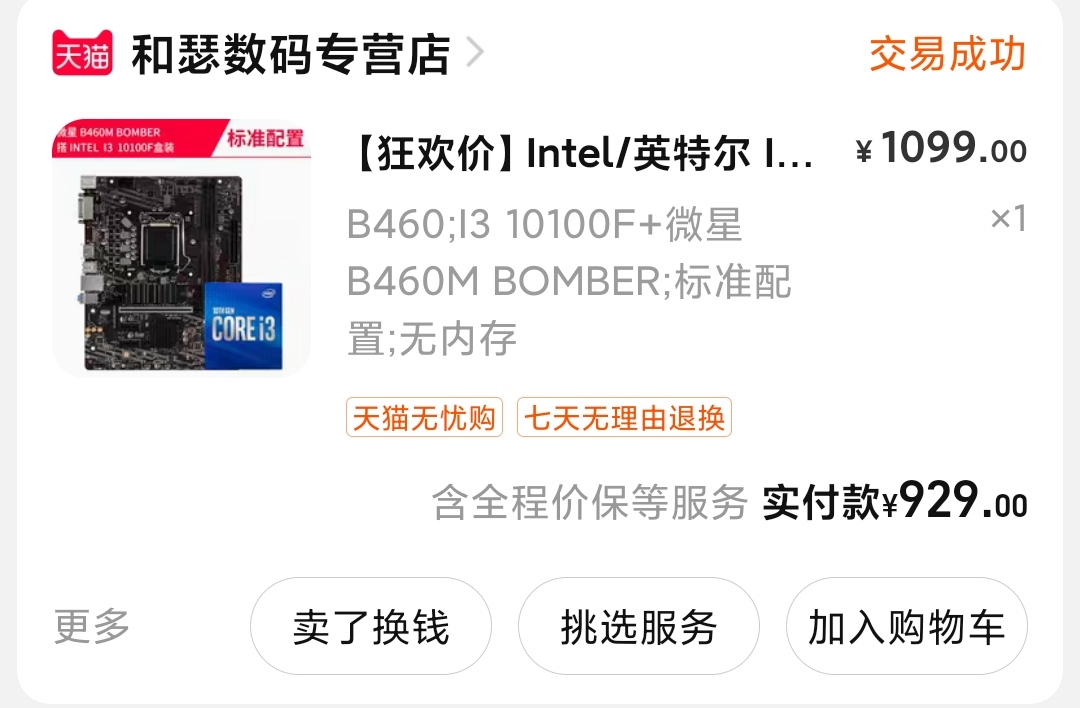 天猫 和瑟数码专营店 交易成功
微星 B460M BOMBER
搭 INTEL I3 10100F盒装
标准配置
【狂欢价】Intel/英特尔 I... ¥1099.00
B460;I3 10100F+微星 ×1
B460M BOMBER;标准配
置;无内存
intel
10TH GEN
CORE i3
天猫无忧购 七天无理由退换
含全程价保等服务 实付款¥929.00
更多 卖了换钱 挑选服务 加入购物车